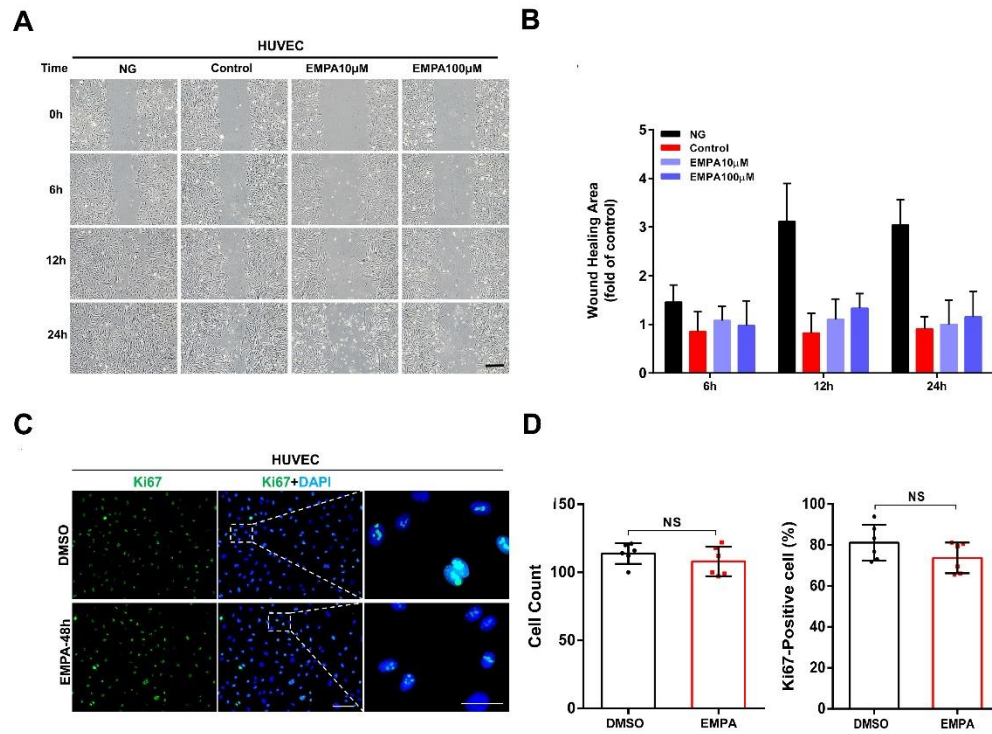 A
HUVEC
Time NG Control EMPA10μM EMPA100μM
0h
6h
12h
24h
B
Wound Healing Area
(fold of control)
5
4
3
2
1
0
NG
Control
EMPA10μM
EMPA100μM
6h 12h 24h
C
HUVEC
Ki67 Ki67+DAPI
DMSO
EMPA-48h
D
Cell Count
150
100
50
0
NS
DMSO EMPA
Ki67-Positive cell (%)
100
80
60
40
20
0
NS
DMSO EMPA